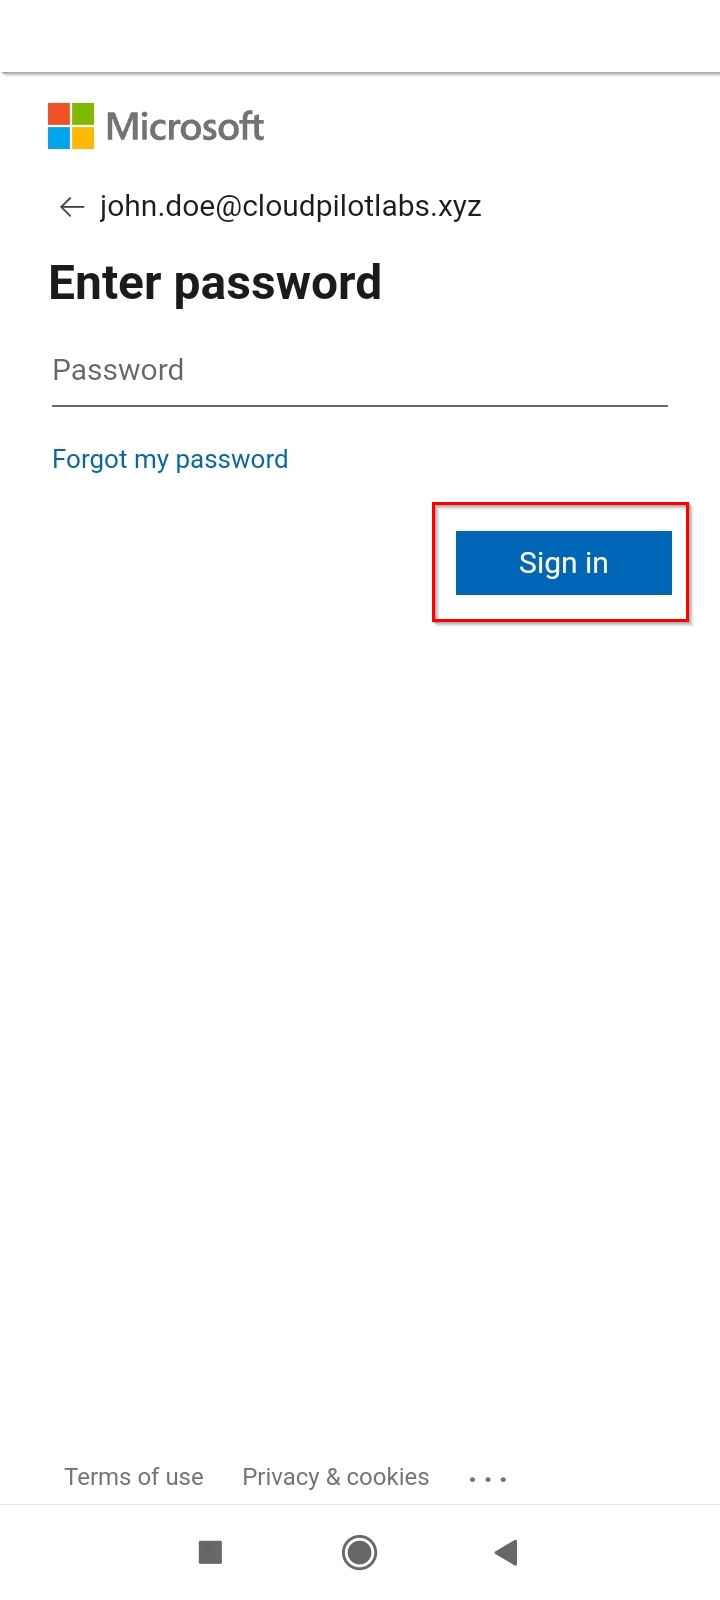 Microsoft
john.doe@cloudpilotlabs.xyz
Enter password
Password
Forgot my password
Sign in
Terms of use Privacy & cookies ...